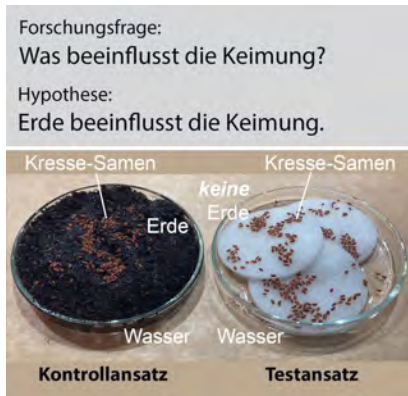 Forschungsfrage:
Was beeinflusst die Keimung?
Hypothese:
Erde beeinflusst die Keimung.
Kresse-Samen
Kresse-Samen
keine
Erde
Erde
Wasser
Wasser
Kontrollansatz
Testansatz